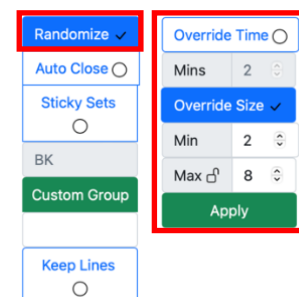 Randomize
Auto Close
Sticky Sets
BK
Custom Group
Keep Lines
Override Time
Mins 2
Override Size
Min 2
Max 8
Apply